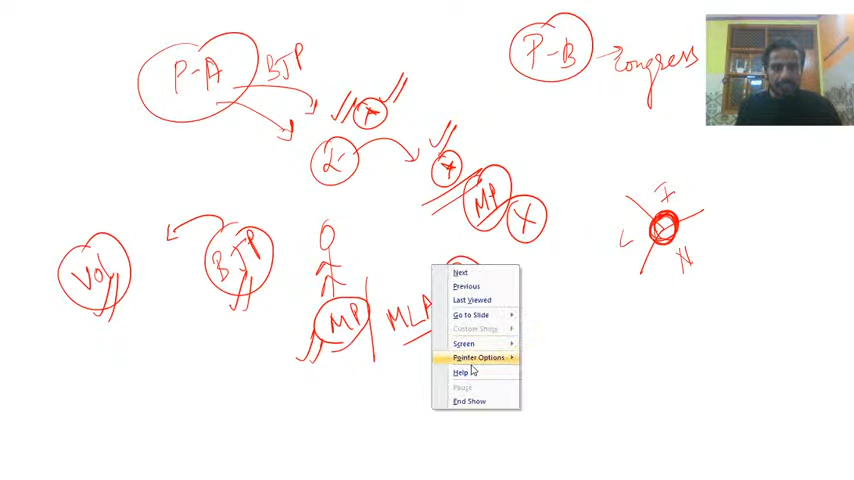 P-A
BJP
P-B → Congress
X
L
X
MP
X
I
L
N
Vol
BJP
MP
MLA
Next
Previous
Last Viewed
Go to Slide
Custom Show
Screen
Pointer Options
Help
Pause
End Show